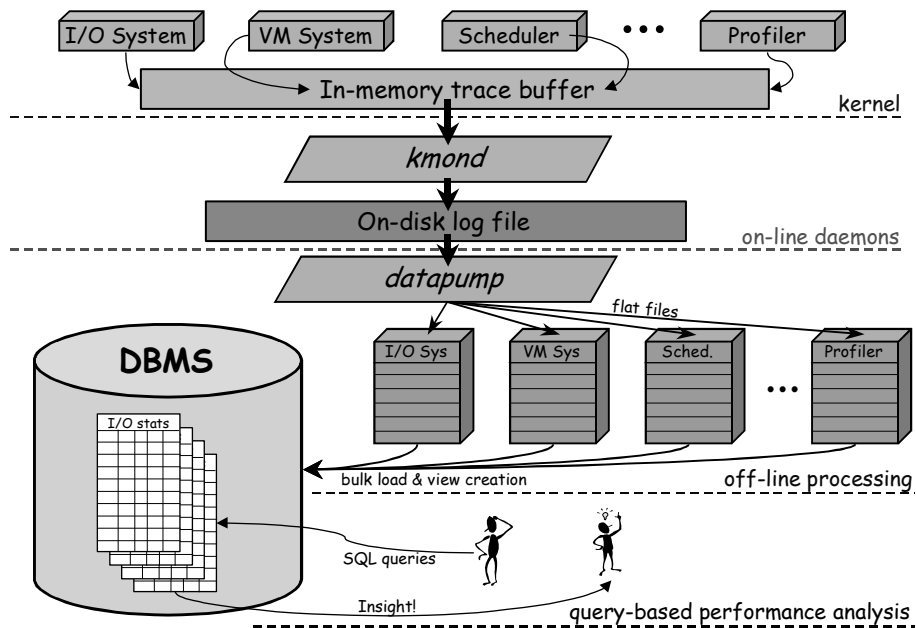 I/O System
VM System
Scheduler
•••
Profiler
In-memory trace buffer
kernel
kmond
On-disk log file
on-line daemons
datapump
flat files
I/O Sys
VM Sys
Sched.
•••
Profiler
DBMS
I/O stats
bulk load & view creation
off-line processing
SQL queries
Insight!
query-based performance analysis